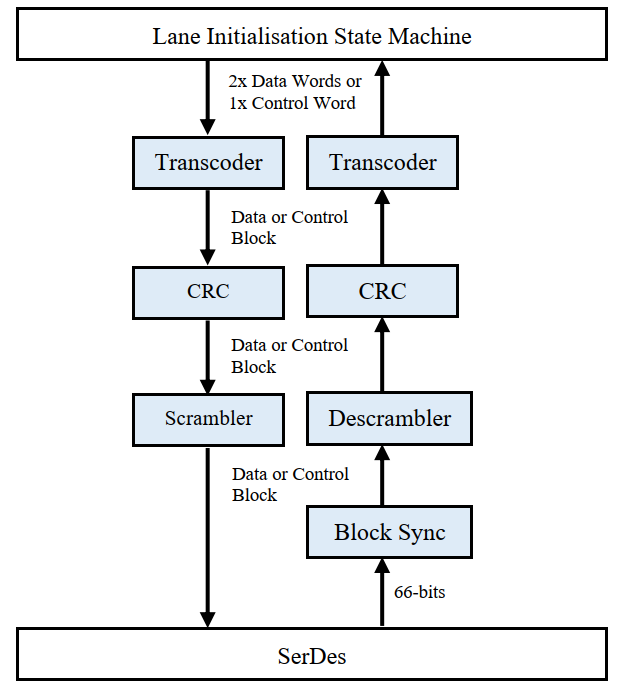 Lane Initialisation State Machine
2x Data Words or
1x Control Word
Transcoder
Transcoder
Data or Control
Block
CRC
CRC
Data or Control
Block
Scrambler
Descrambler
Data or Control
Block
Block Sync
66-bits
SerDes